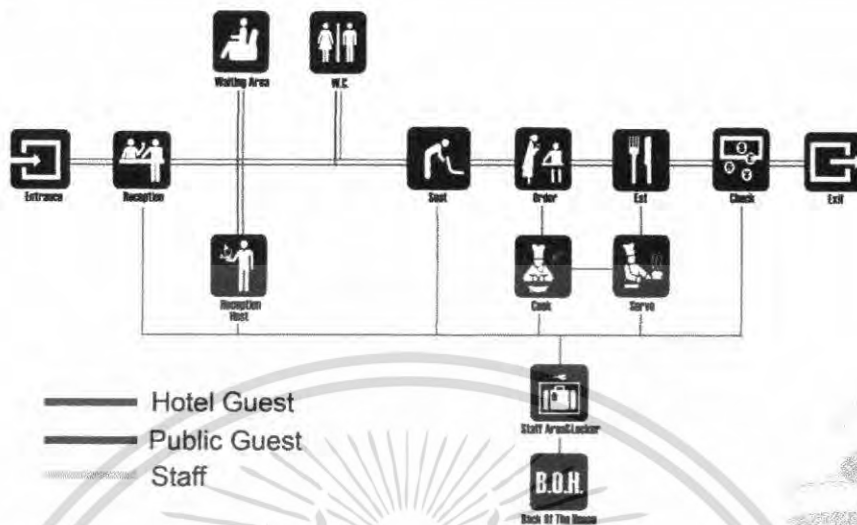 Waiting Area
W.C.
Entrance
Reception
Seat
Order
Eat
Check
Exit
Reception
Host
Cook
Serve
Hotel Guest
Public Guest
Staff
Staff Area&Locker
B.O.H.
Back Of The House